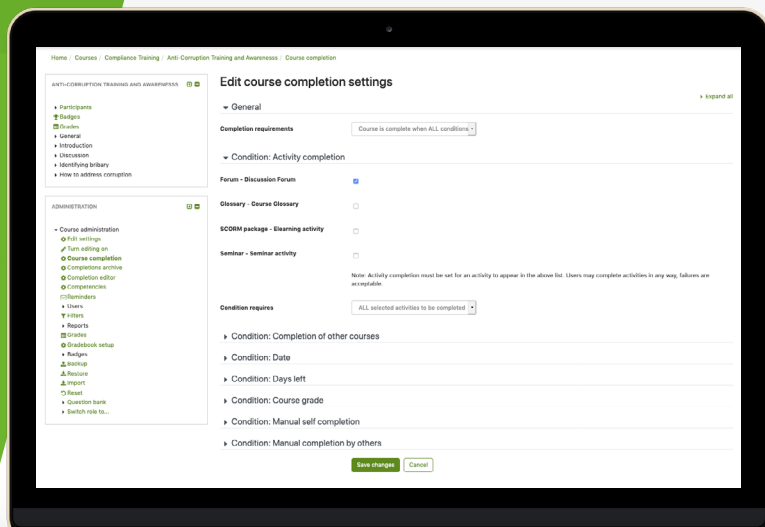 Home / Courses / Compliance Training / Anti-Corruption Training and Awarenesss / Course completion
ANTI-CORRUPTION TRAINING AND AWARENESSS
Participants
Badges
Grades
General
Introduction
Discussion
Identifying bribary
How to address corruption
ADMINISTRATION
Course administration
Edit settings
Turn editing on
Course completion
Completions archive
Completion editor
Competencies
Reminders
Users
Filters
Reports
Grades
Gradebook setup
Badges
Backup
Restore
Import
Reset
Question bank
Switch role to...
Edit course completion settings
Expand all
General
Completion requirements
Course is complete when ALL conditions
Condition: Activity completion
Forum - Discussion Forum
Glossary - Course Glossary
SCORM package - Elearning activity
Seminar - Seminar activity
Note: Activity completion must be set for an activity to appear in the above list. Users may complete activities in any way, failures are
acceptable.
Condition requires
ALL selected activities to be completed
Condition: Completion of other courses
Condition: Date
Condition: Days left
Condition: Course grade
Condition: Manual self completion
Condition: Manual completion by others
Save changes
Cancel